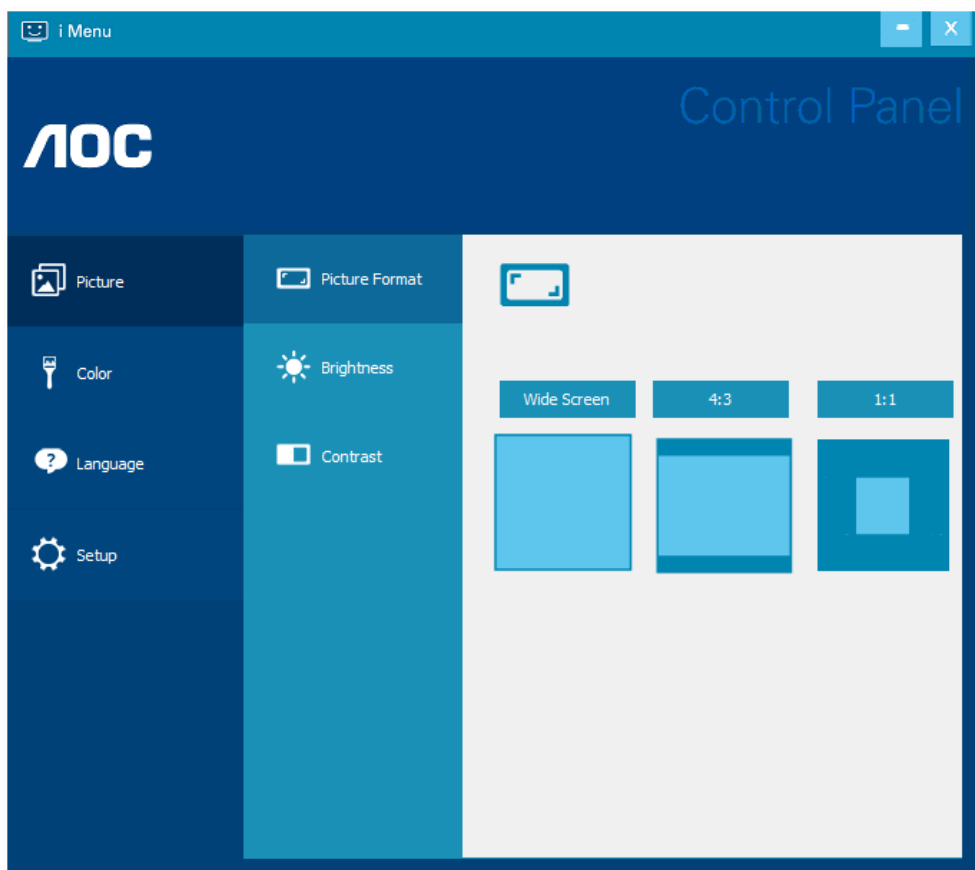 i Menu
Control Panel
AOC
Picture
Color
Language
Setup
Picture Format
Brightness
Contrast
Wide Screen
4:3
1:1